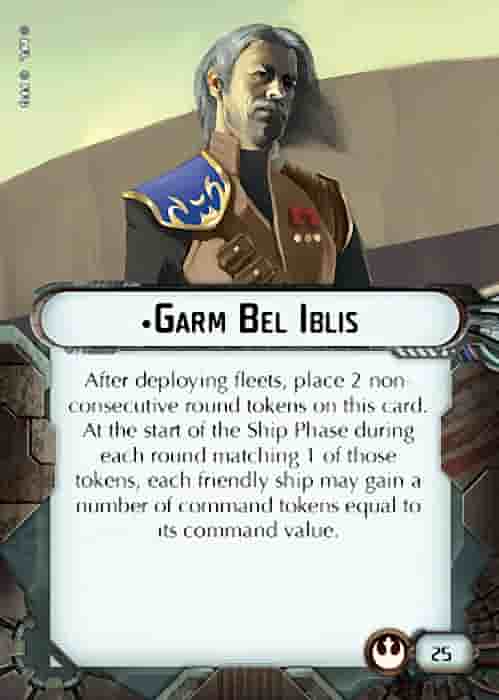 •GARM BEL IBLIS
After deploying fleets, place 2 non-
consecutive round tokens on this card.
At the start of the Ship Phase during
each round matching 1 of those
tokens, each friendly ship may gain a
number of command tokens equal to
its command value.
25